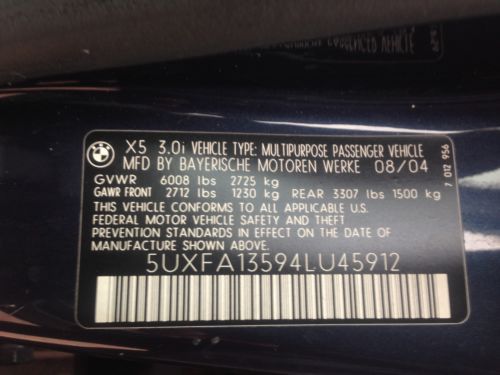 X5 3.0i VEHICLE TYPE: MULTIPURPOSE PASSENGER VEHICLE
MFD BY BAYERISCHE MOTOREN WERKE 08/04
GVWR 6008 lbs 2725 kg
GAWR FRONT 2712 lbs 1230 kg REAR 3307 lbs 1500 kg
THIS VEHICLE CONFORMS TO ALL APPLICABLE
FEDERAL MOTOR VEHICLE SAFETY AND THEFT
PREVENTION STANDARDS IN EFFECT ON THE DATE
OF MANUFACTURE SHOWN ABOVE.
5UXFA13594LU45912
7 012 956
BMW